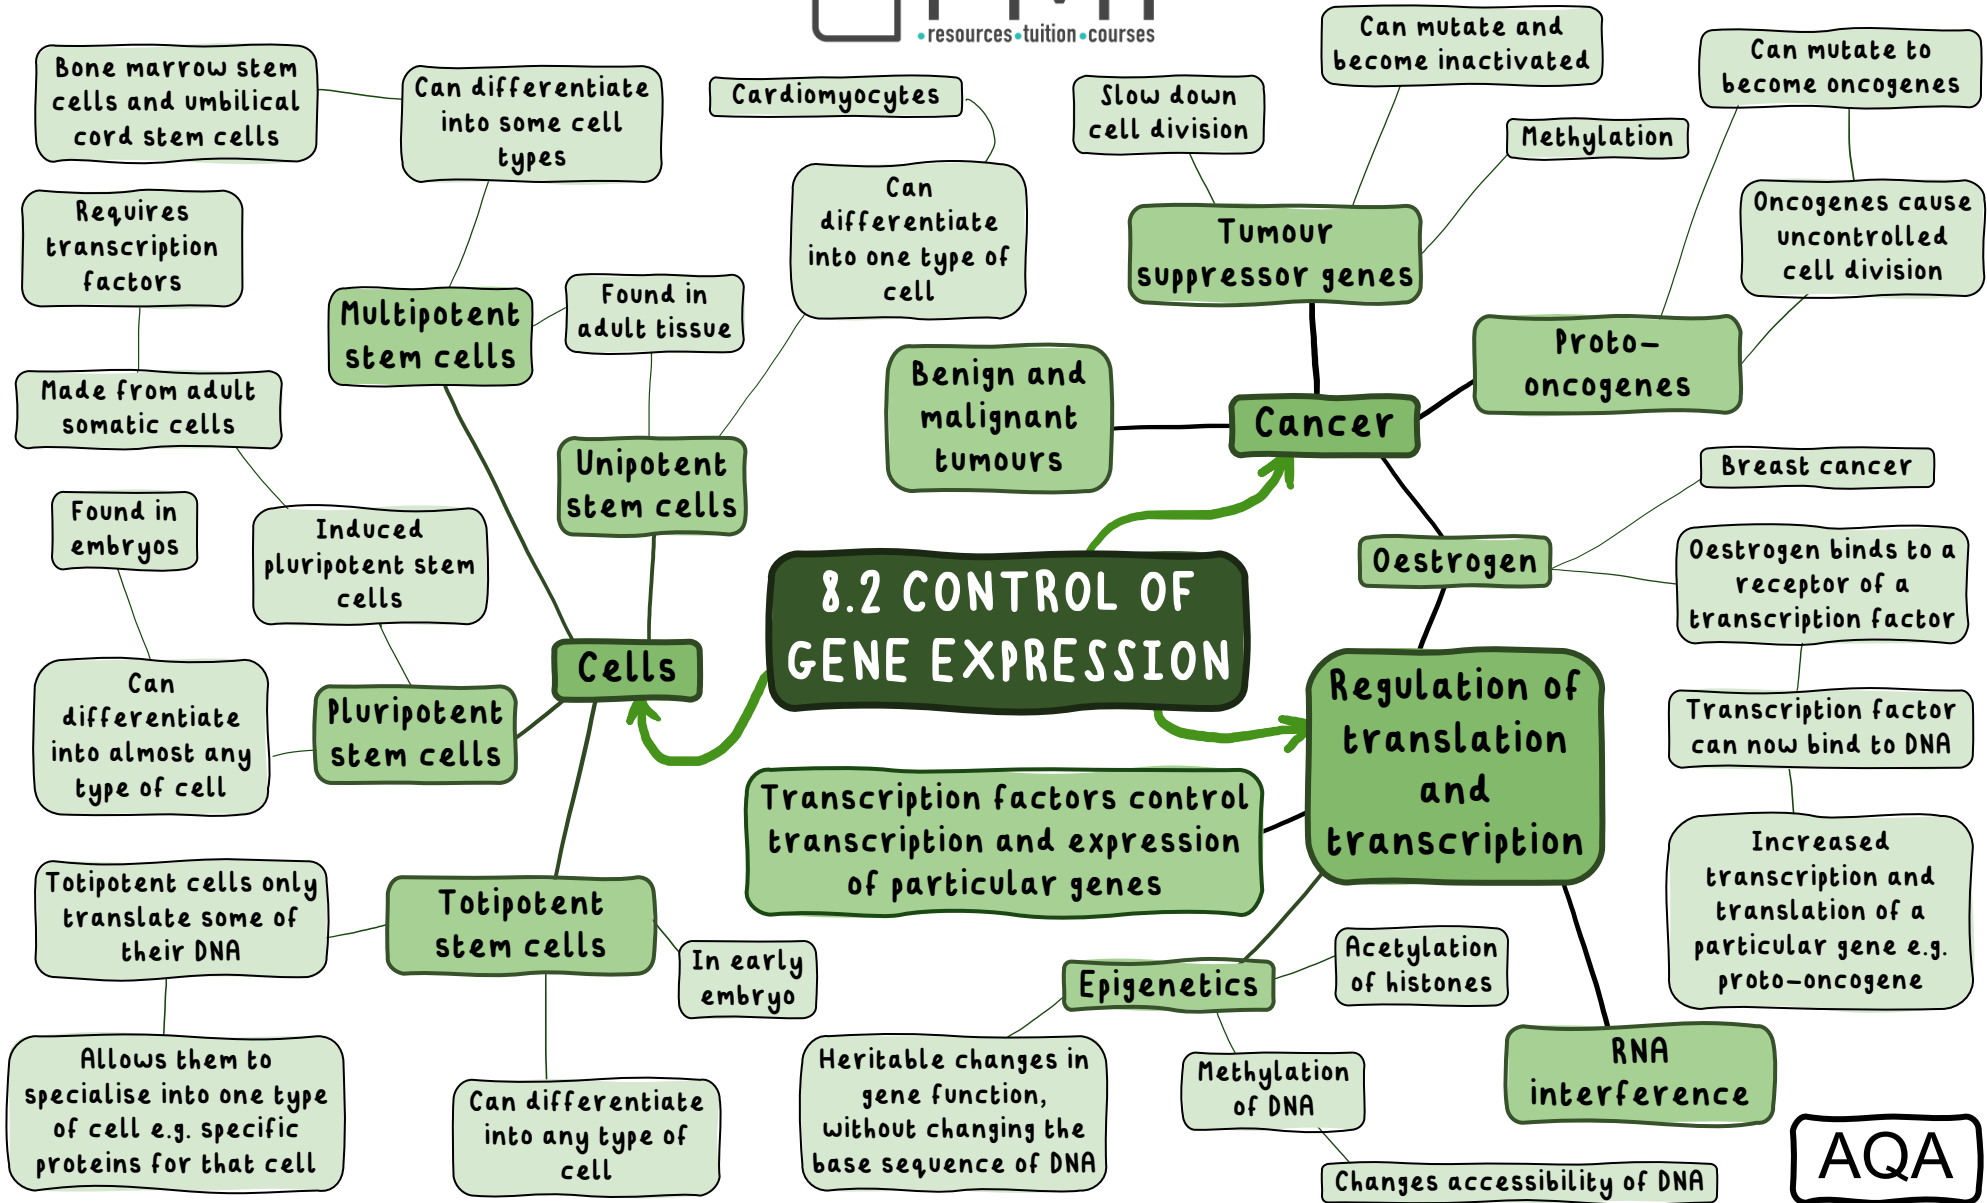 resources•tuition•courses
8.2 CONTROL OF
GENE EXPRESSION
Cells
Multipotent
stem cells
Can differentiate
into some cell
types
Bone marrow stem
cells and umbilical
cord stem cells
Found in
adult tissue
Unipotent
stem cells
Can
differentiate
into one type of
cell
Cardiomyocytes
Pluripotent
stem cells
Induced
pluripotent stem
cells
Made from adult
somatic cells
Requires
transcription
factors
Can
differentiate
into almost any
type of cell
Found in
embryos
Totipotent
stem cells
In early
embryo
Can differentiate
into any type of
cell
Totipotent cells only
translate some of
their DNA
Allows them to
specialise into one type
of cell e.g. specific
proteins for that cell
Cancer
Benign and
malignant
tumours
Tumour
suppressor genes
Slow down
cell division
Can mutate and
become inactivated
Methylation
Proto-
oncogenes
Can mutate to
become oncogenes
Oncogenes cause
uncontrolled
cell division
Oestrogen
Breast cancer
Oestrogen binds to a
receptor of a
transcription factor
Transcription factor
can now bind to DNA
Increased
transcription and
translation of a
particular gene e.g.
proto-oncogene
Regulation of
translation
and
transcription
Transcription factors control
transcription and expression
of particular genes
Epigenetics
Acetylation
of histones
Heritable changes in
gene function,
without changing the
base sequence of DNA
Methylation
of DNA
Changes accessibility of DNA
RNA
interference
AQA